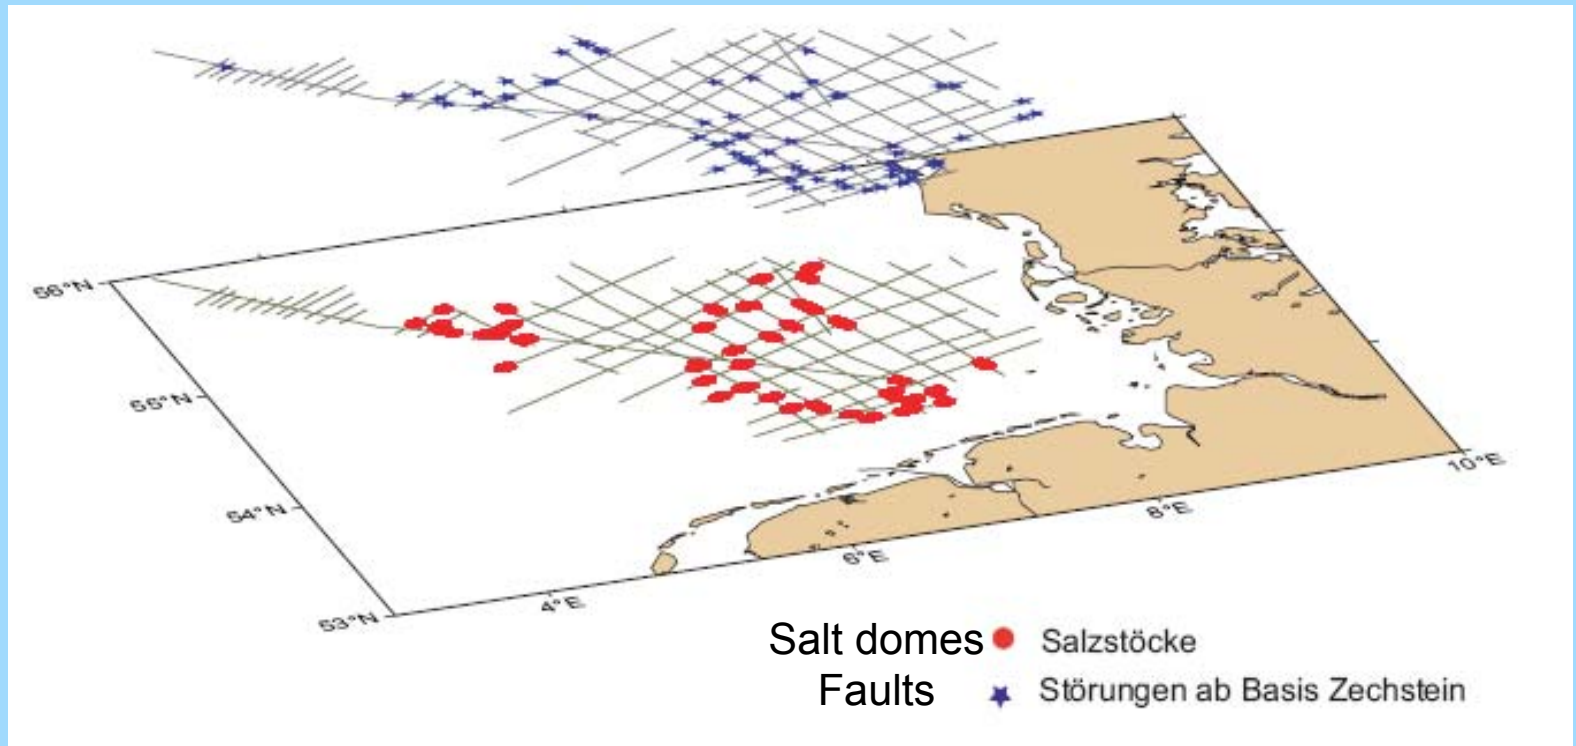 56°N
55°N
54°N
53°N
4°E
6°E
8°E
10°E
Salt domes Salzstöcke
Faults Störungen ab Basis Zechstein